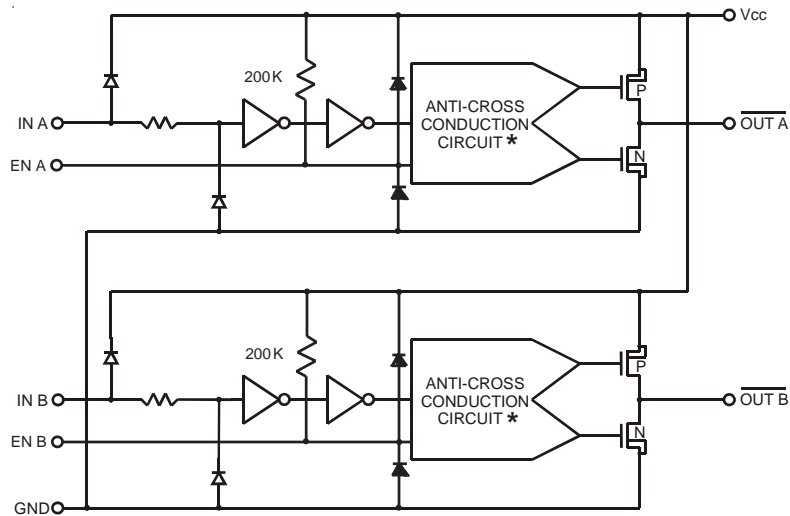 Vcc
200K
P
ANTI-CROSS
CONDUCTION
CIRCUIT *
IN A
OUT A
N
EN A
200K
P
ANTI-CROSS
CONDUCTION
CIRCUIT *
IN B
OUT B
N
EN B
GND